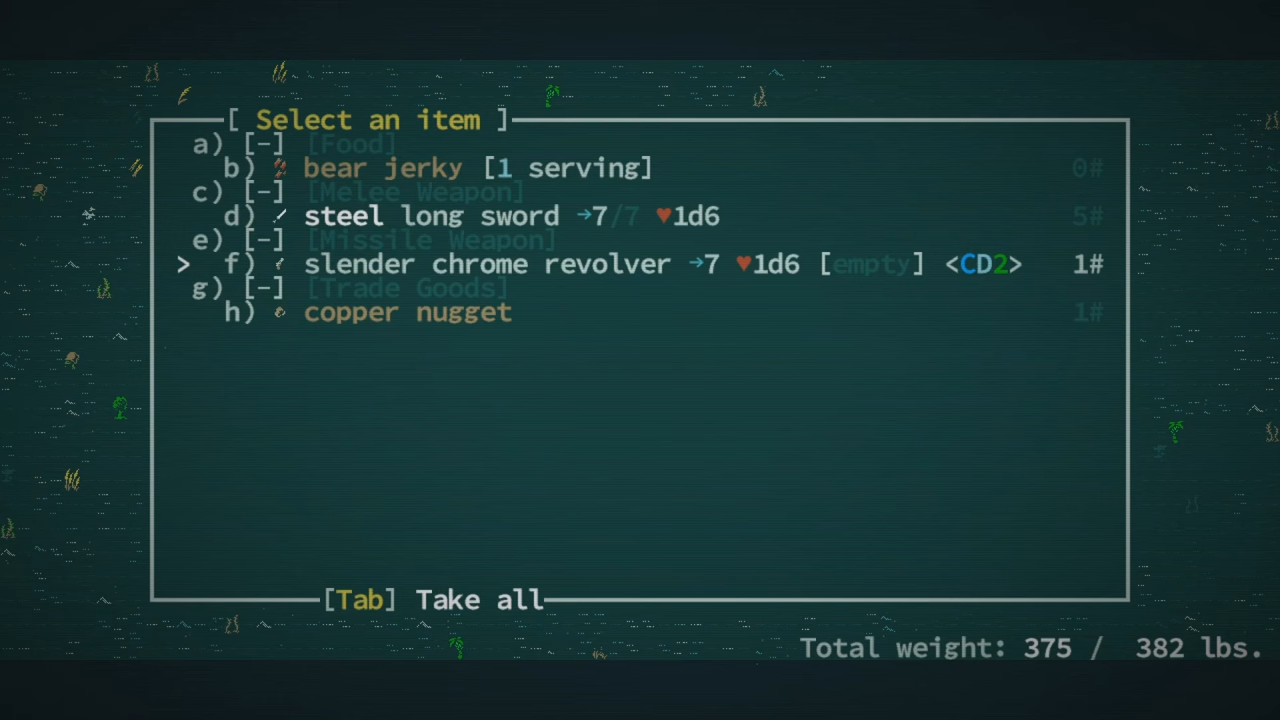 [ Select an item ]
a) [-] [Food]
b) bear jerky [1 serving] 0#
c) [-] [Melee Weapon]
d) steel long sword →7/7 ♥1d6 5#
e) [-] [Missile Weapon]
> f) slender chrome revolver →7 ♥1d6 [empty] <CD2> 1#
g) [-] [Trade Goods]
h) copper nugget 1#
[Tab] Take all
Total weight: 375 / 382 lbs.